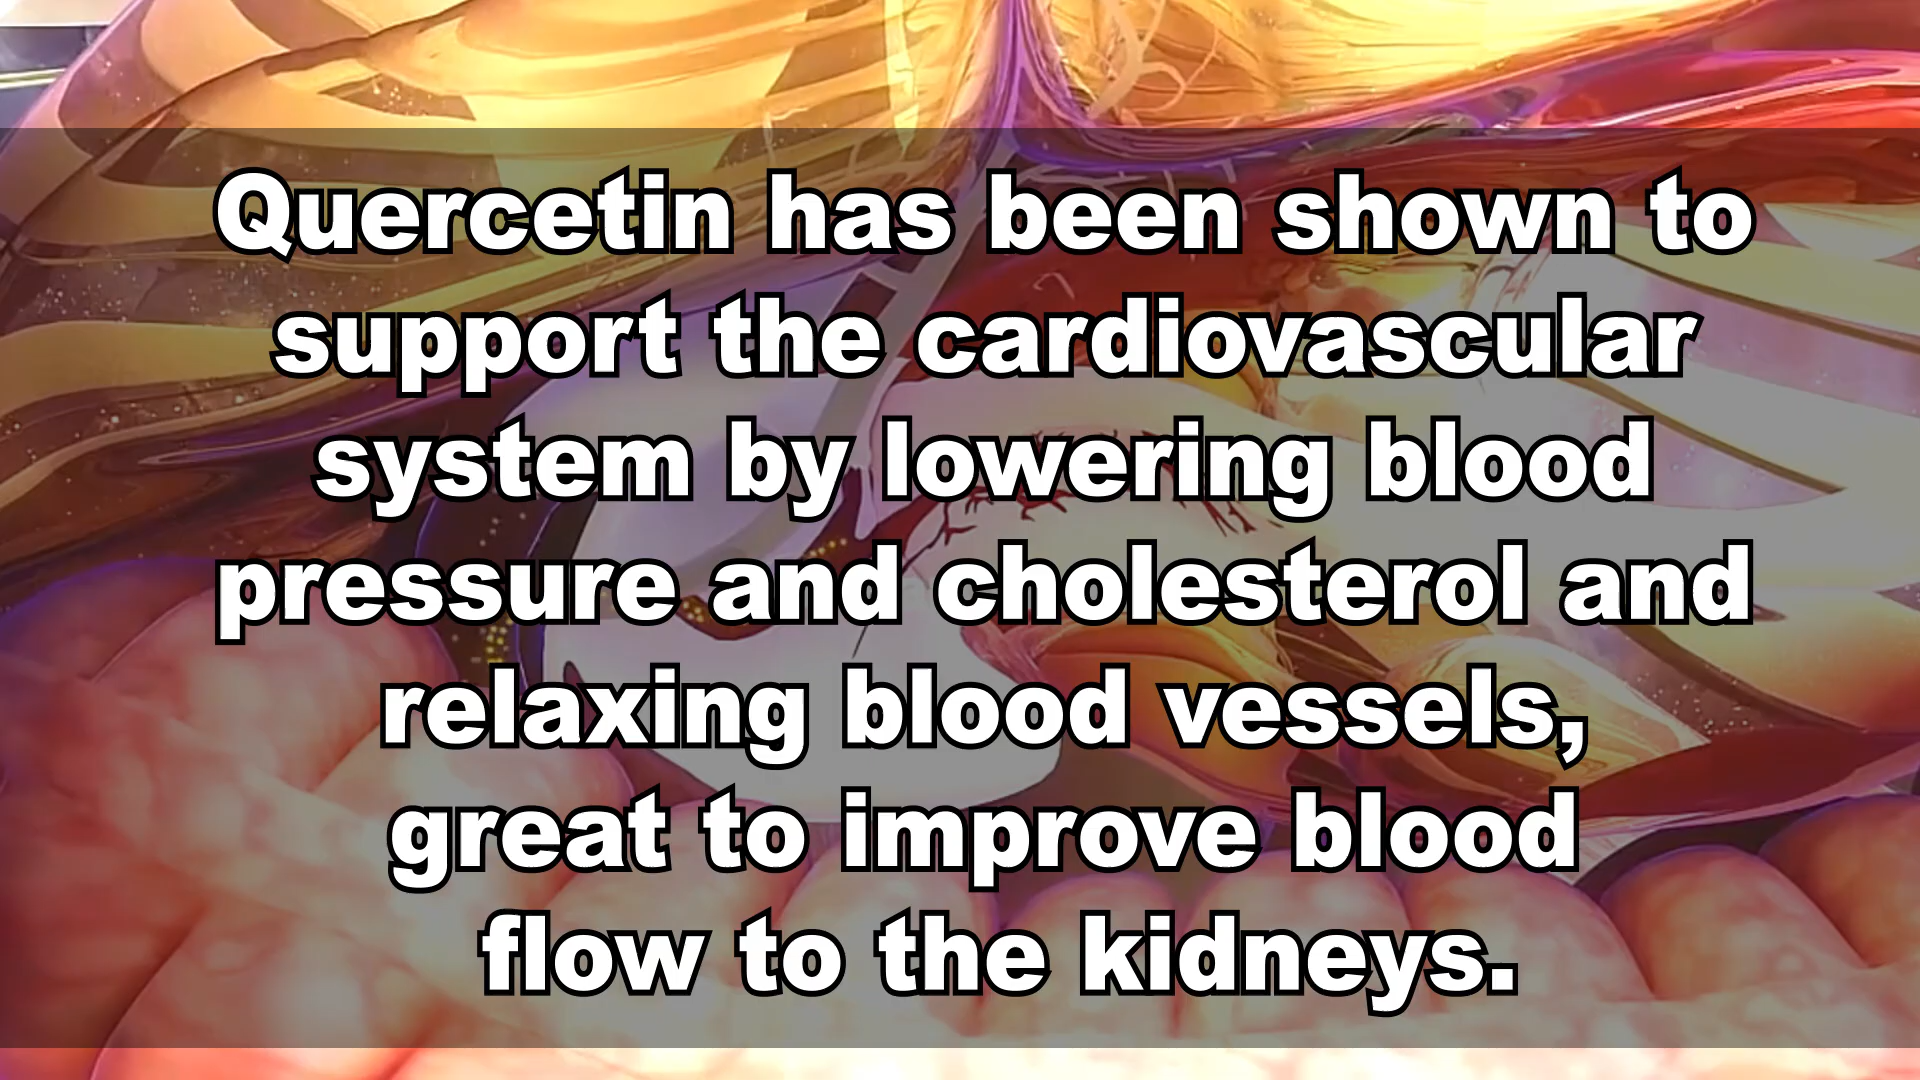 Quercetin has been shown to
support the cardiovascular
system by lowering blood
pressure and cholesterol and
relaxing blood vessels,
great to improve blood
flow to the kidneys.